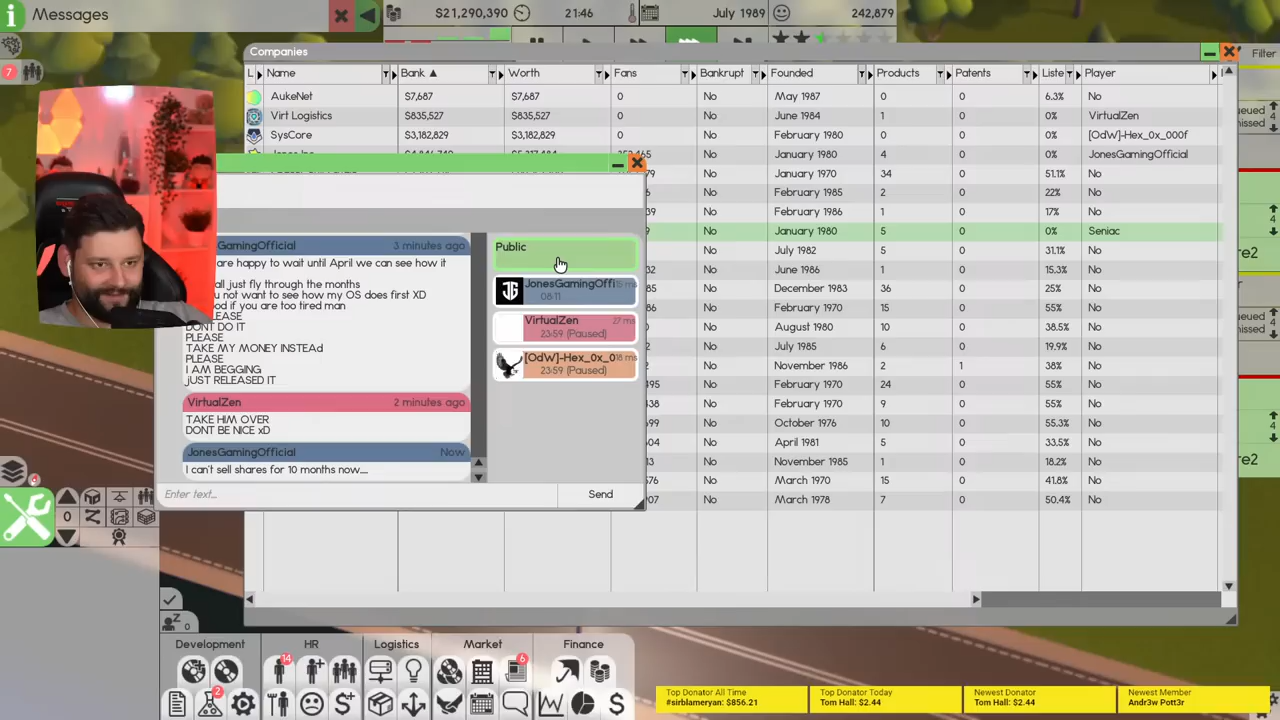 Messages
$21,290,390
21:46
July 1989
242,879
Companies
Filter
Name
Bank
Worth
Fans
Bankrupt
Founded
Products
Patents
Liste
Player
AukeNet $7,687 $7,687 0 No May 1987 0 0 6.3% No
Virt Logistics $835,527 $835,527 0 No June 1984 1 0 0% VirtualZen
SysCore $3,182,829 $3,182,829 0 No February 1980 0 0 0% [OdW]-Hex_0x_000f
No January 1980 4 0 0% JonesGamingOfficial
No January 1970 34 0 51.1% No
No February 1985 2 0 22% No
No February 1986 1 0 17% No
No January 1980 5 0 0% Seniac
No July 1982 5 0 31.1% No
No June 1986 1 0 15.3% No
No December 1983 36 0 25% No
No August 1980 10 0 38.5% No
No July 1985 6 0 19.9% No
No November 1986 2 1 38% No
No February 1970 24 0 55% No
No February 1970 9 0 55% No
No October 1976 10 0 55.3% No
No April 1981 5 0 33.5% No
No November 1985 1 0 18.2% No
No March 1970 15 0 41.8% No
No March 1978 7 0 50.4% No
GamingOfficial 3 minutes ago
are happy to wait until April we can see how it
all just fly through the months
not want to see how my OS does first XD
if you are too tired man
DONT DO IT
PLEASE
TAKE MY MONEY INSTEAd
PLEASE
I AM BEGGING
JUST RELEASED IT
VirtualZen 2 minutes ago
TAKE HIM OVER
DONT BE NICE xD
JonesGamingOfficial Now
I can't sell shares for 10 months now....
Enter text...
Send
Public
JonesGamingOffi 15 ms
08:11
VirtualZen 27 ms
23:59 (Paused)
[OdW]-Hex_0x_0 18 ms
23:59 (Paused)
7
0
0
Development
HR
Logistics
Market
Finance
14
6
2
Top Donator All Time
#sirblameryan: $856.21
Top Donator Today
Tom Hall: $2.44
Newest Donator
Tom Hall: $2.44
Newest Member
Andr3w Pott3r